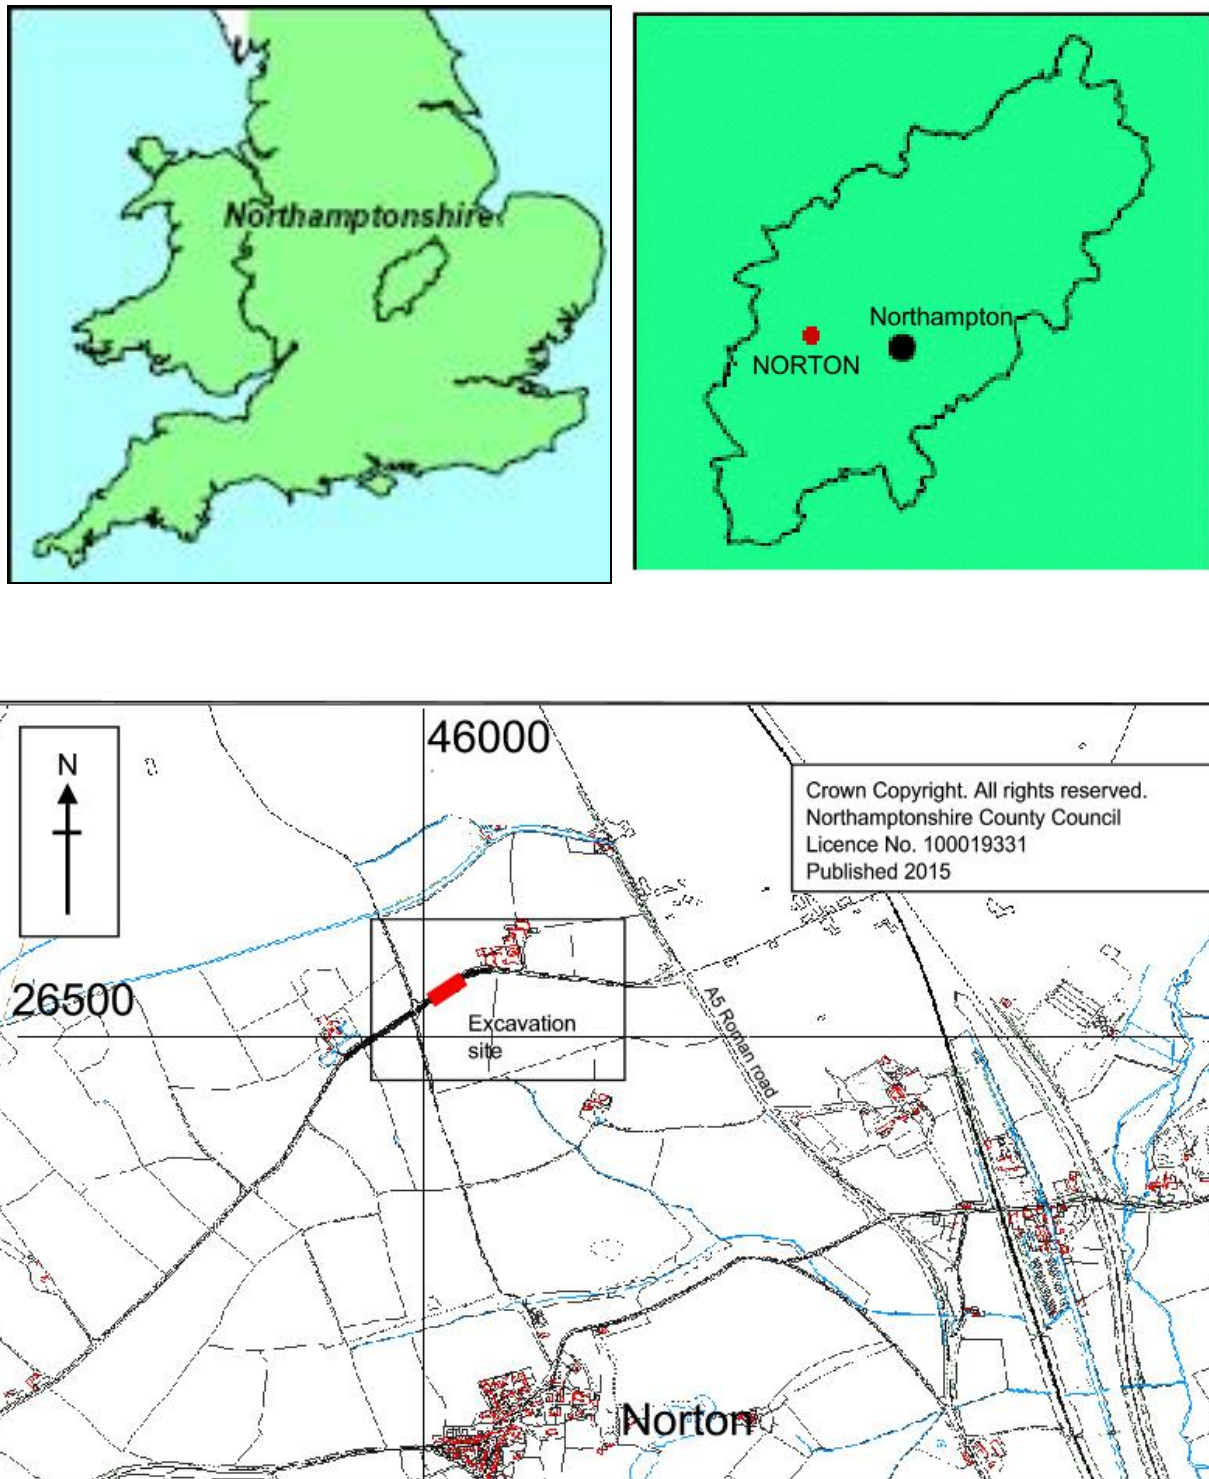 Northamptonshire
Northampton
NORTON
46000
N
Crown Copyright. All rights reserved.
Northamptonshire County Council
Licence No. 100019331
Published 2015
26500
A5 Roman road
Excavation
site
Norton